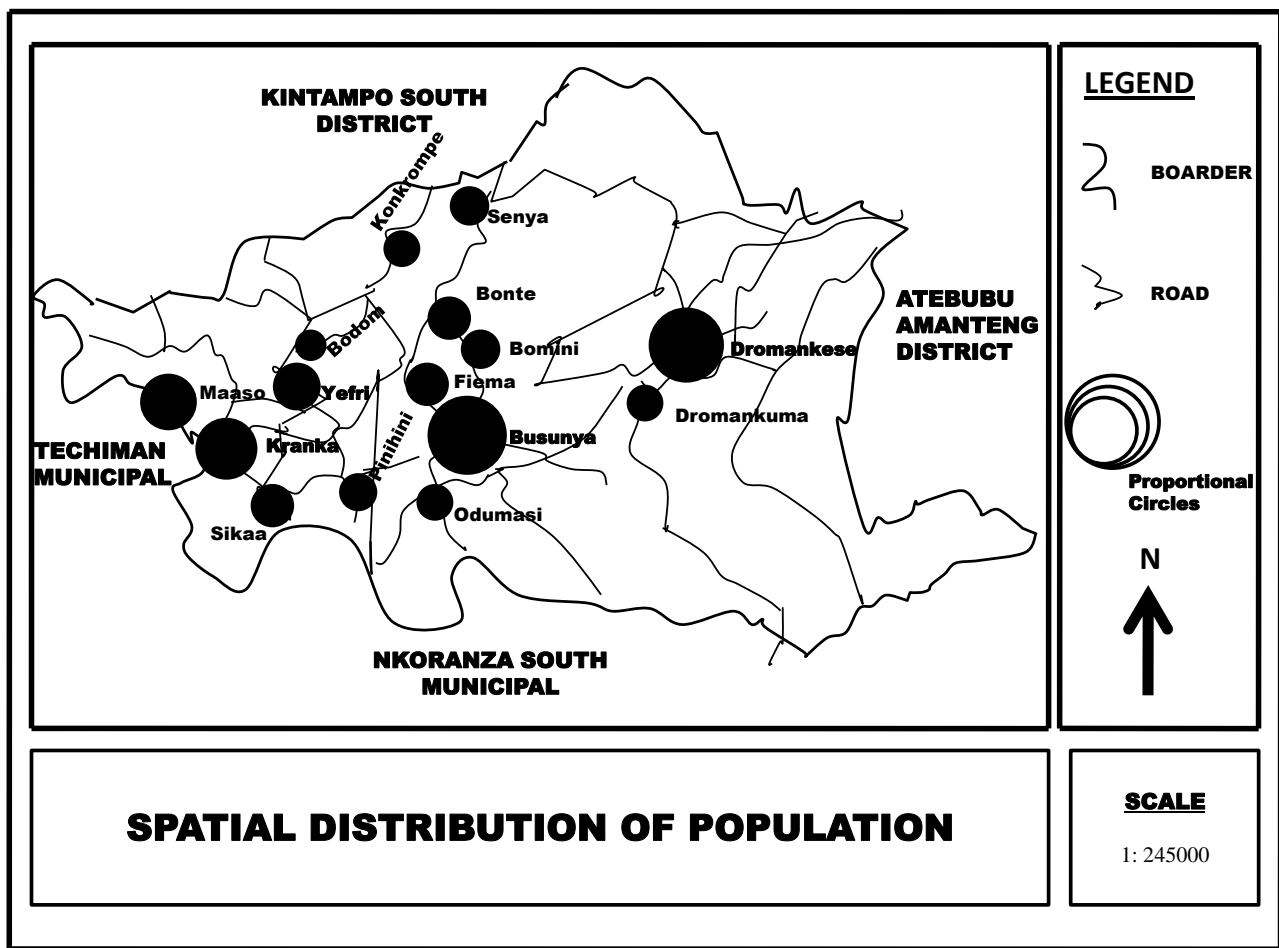 KINTAMPO SOUTH
DISTRICT
Konkrompe
Senya
Bonte
Bodom
Bomini
Dromankese
Maaso
Yefri
Fiema
Dromankuma
Kranka
Pinihini
Busunya
Sikaa
Odumasi
TECHIMAN
MUNICIPAL
ATEBUBU
AMANTENG
DISTRICT
NKORANZA SOUTH
MUNICIPAL
LEGEND
BOARDER
ROAD
Proportional
Circles
N
SPATIAL DISTRIBUTION OF POPULATION
SCALE
1: 245000